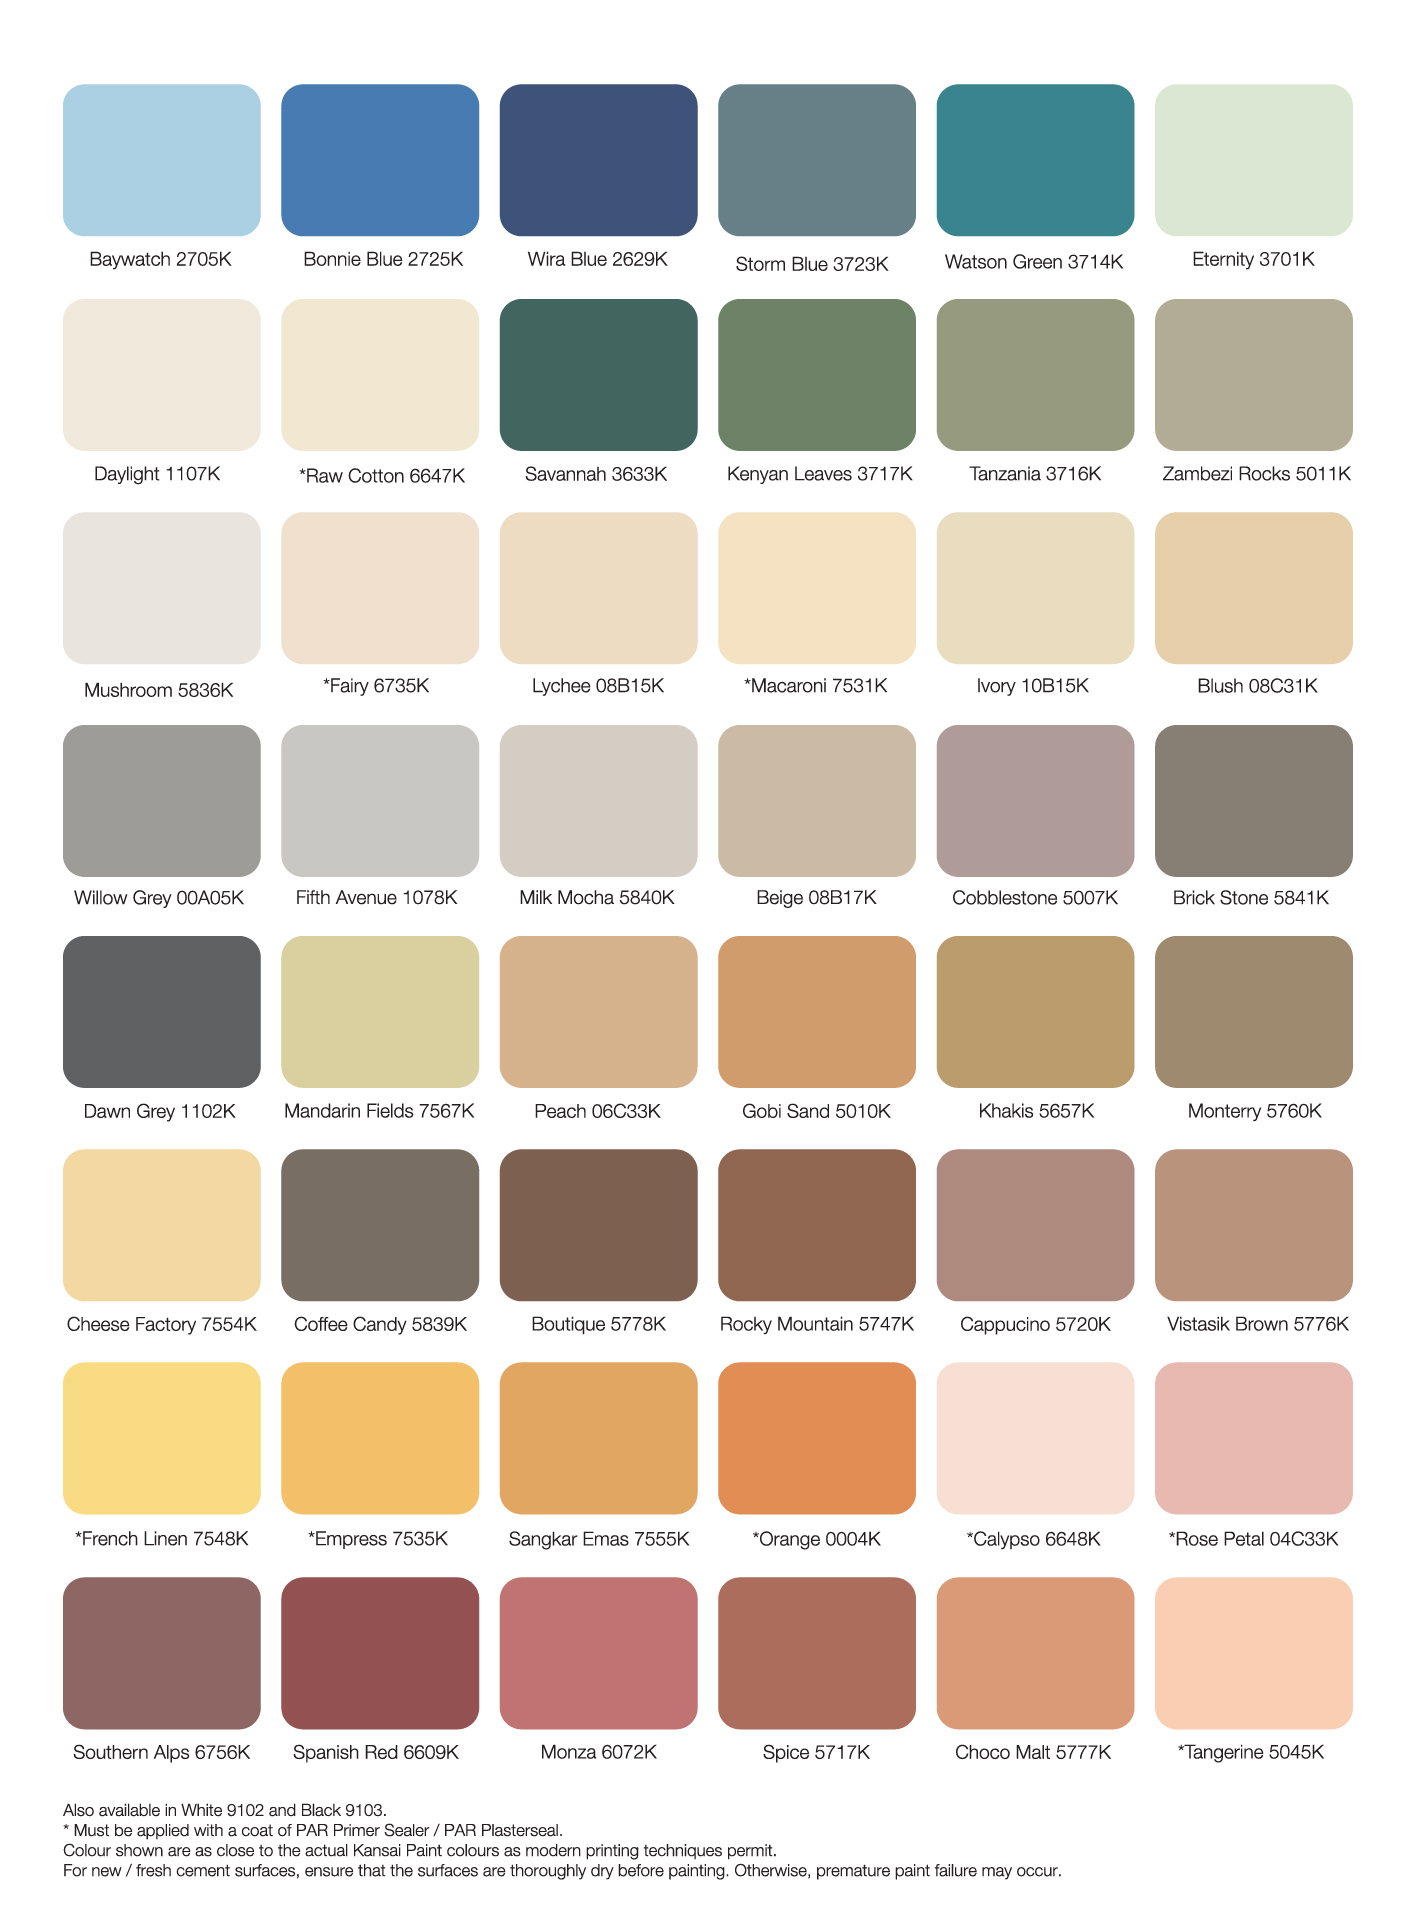 Baywatch 2705K
Bonnie Blue 2725K
Wira Blue 2629K
Storm Blue 3723K
Watson Green 3714K
Eternity 3701K
Daylight 1107K
*Raw Cotton 6647K
Savannah 3633K
Kenyan Leaves 3717K
Tanzania 3716K
Zambezi Rocks 5011K
Mushroom 5836K
*Fairy 6735K
Lychee 08B15K
*Macaroni 7531K
Ivory 10B15K
Blush 08C31K
Willow Grey 00A05K
Fifth Avenue 1078K
Milk Mocha 5840K
Beige 08B17K
Cobblestone 5007K
Brick Stone 5841K
Dawn Grey 1102K
Mandarin Fields 7567K
Peach 06C33K
Gobi Sand 5010K
Khakis 5657K
Monterry 5760K
Cheese Factory 7554K
Coffee Candy 5839K
Boutique 5778K
Rocky Mountain 5747K
Cappucino 5720K
Vistasik Brown 5776K
*French Linen 7548K
*Empress 7535K
Sangkar Emas 7555K
*Orange 0004K
*Calypso 6648K
*Rose Petal 04C33K
Southern Alps 6756K
Spanish Red 6609K
Monza 6072K
Spice 5717K
Choco Malt 5777K
*Tangerine 5045K
Also available in White 9102 and Black 9103.
* Must be applied with a coat of PAR Primer Sealer / PAR Plasterseal.
Colour shown are as close to the actual Kansai Paint colours as modern printing techniques permit.
For new / fresh cement surfaces, ensure that the surfaces are thoroughly dry before painting. Otherwise, premature paint failure may occur.